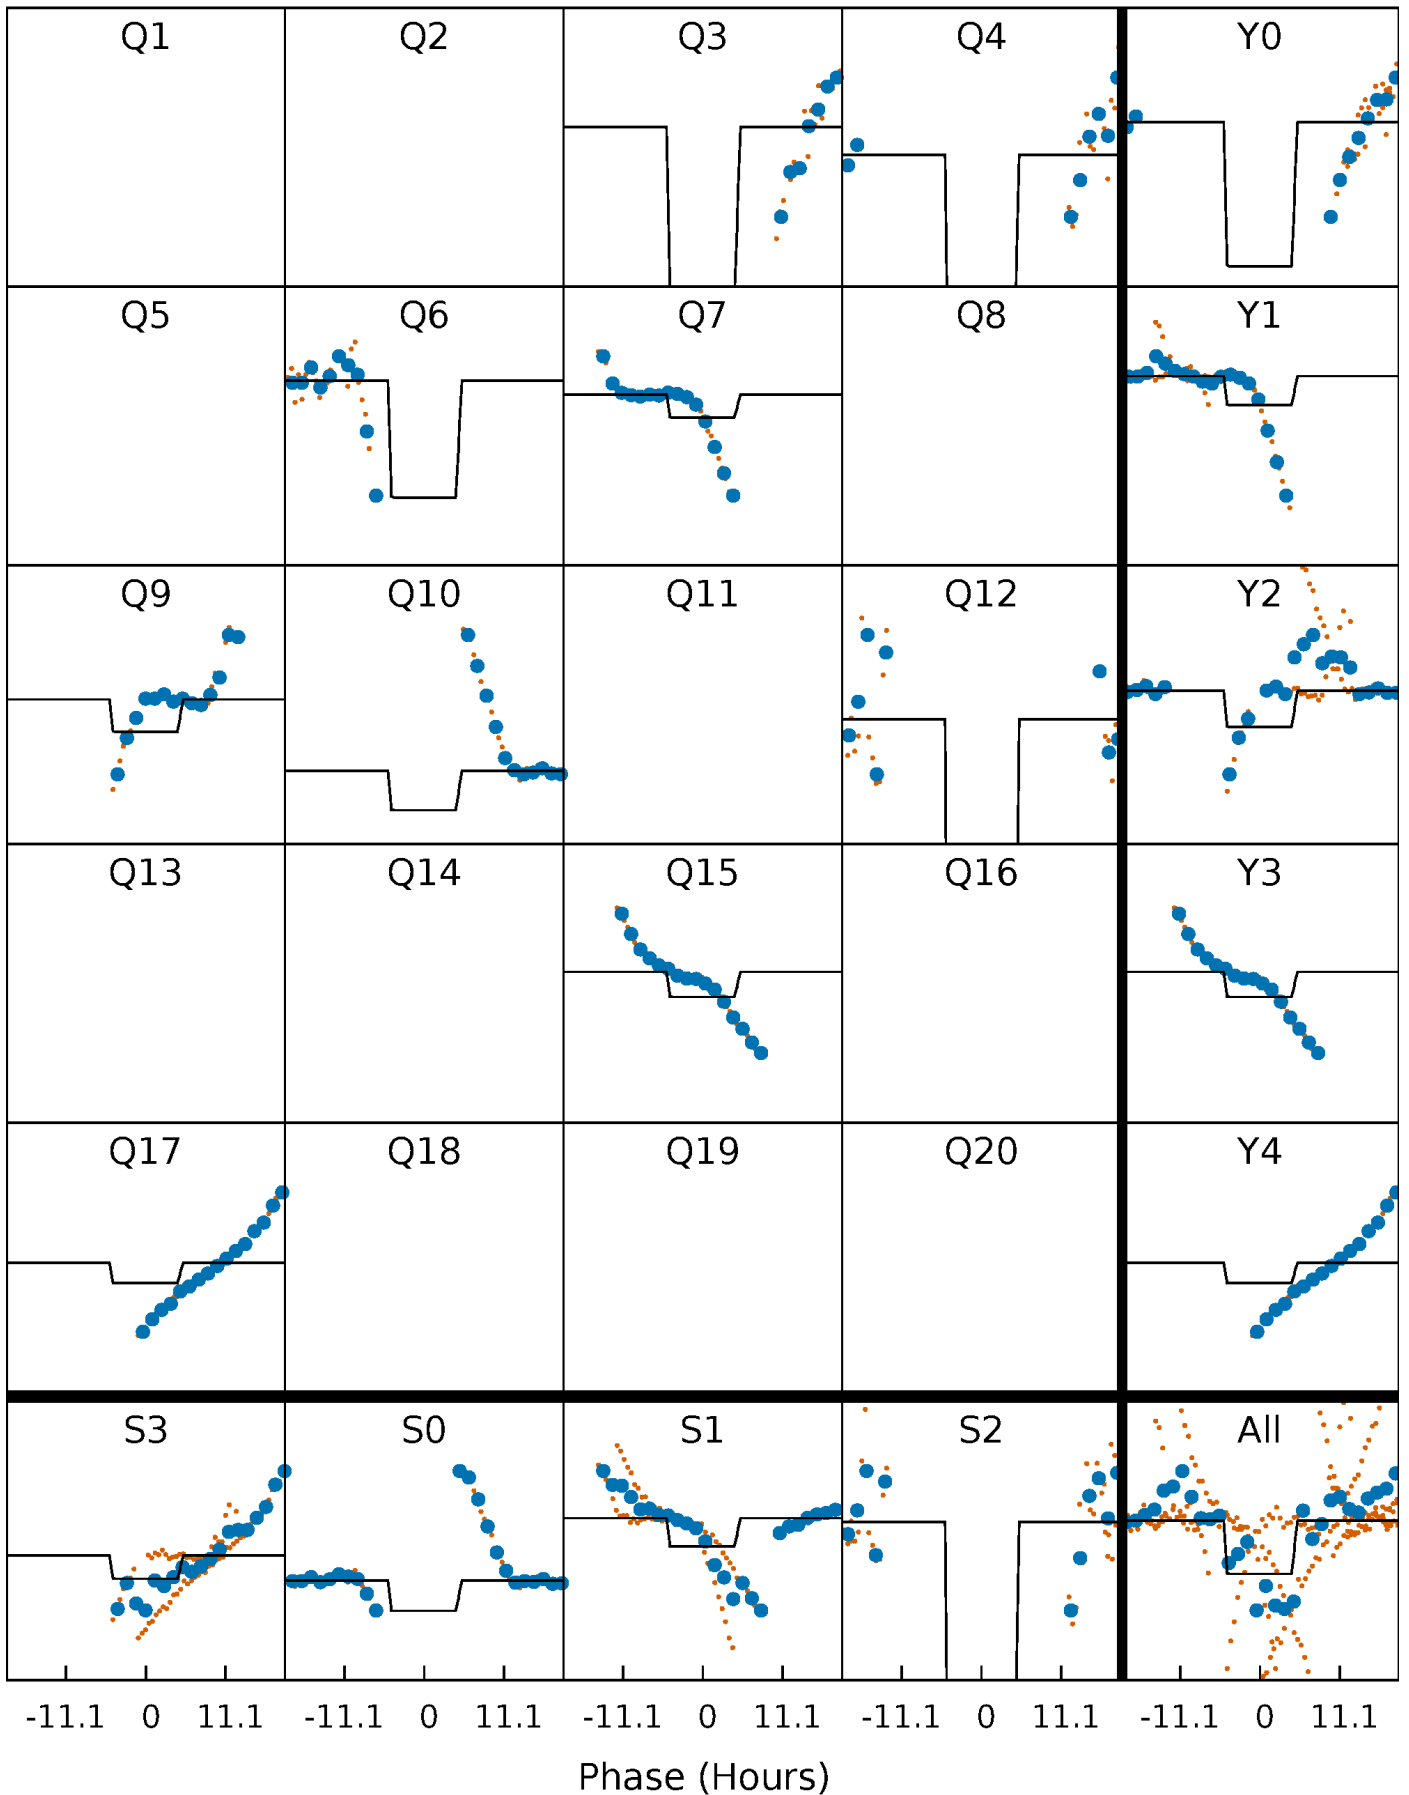 Q1 Q2 Q3 Q4 Y0
Q5 Q6 Q7 Q8 Y1
Q9 Q10 Q11 Q12 Y2
Q13 Q14 Q15 Q16 Y3
Q17 Q18 Q19 Q20 Y4
S3 S0 S1 S2 All
-11.1 0 11.1 -11.1 0 11.1 -11.1 0 11.1 -11.1 0 11.1 -11.1 0 11.1
Phase (Hours)